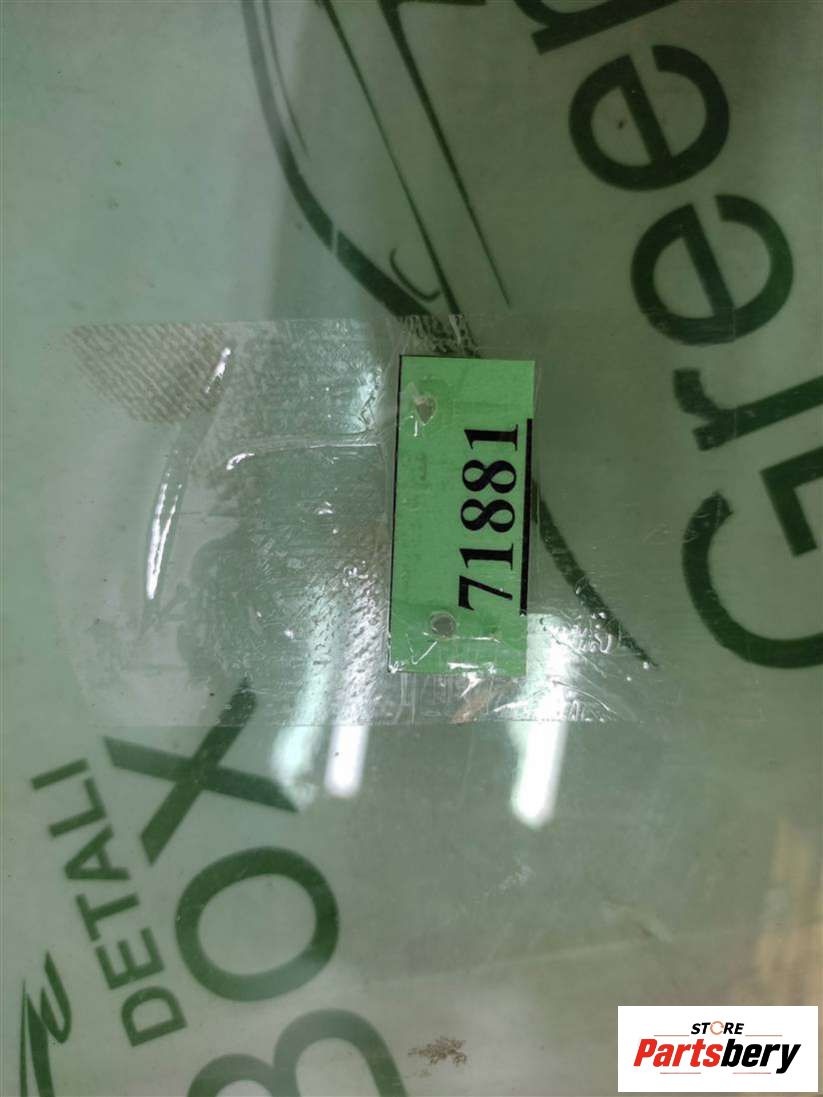 Green
71881
DETALI
BOX
STORE
Partsbery